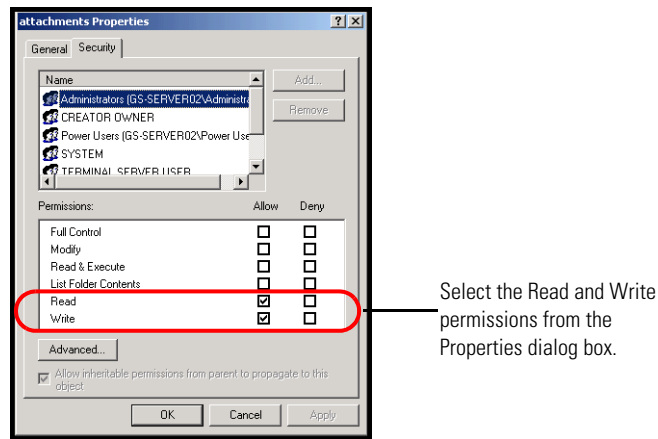 attachments Properties
General Security
Name
Add...
Administrators (GS-SERVER02\Administra
Remove
CREATOR OWNER
Power Users (GS-SERVER02\Power Use
SYSTEM
TERMINAL SERVER USER
Permissions: Allow Deny
Full Control
Modify
Read & Execute
List Folder Contents
Read
Write
Select the Read and Write
permissions from the
Properties dialog box.
Advanced...
Allow inheritable permissions from parent to propagate to this
object
OK Cancel Apply